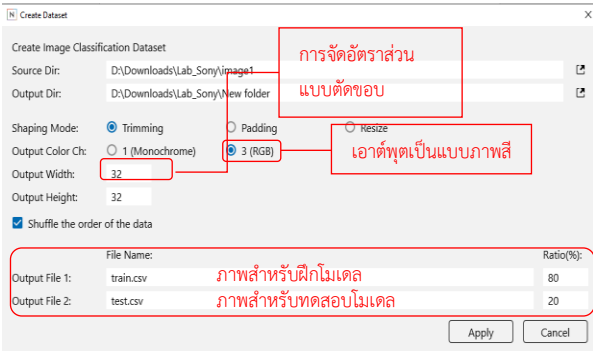 N Create Dataset X
Create Image Classification Dataset
Source Dir: D:\Downloads\Lab_Sony\image1
Output Dir: D:\Downloads\Lab_Sony\New folder
การจัดอัตราส่วน
แบบตัดขอบ
Shaping Mode: Trimming Padding Resize
Output Color Ch: 1 (Monochrome) 3 (RGB)
เอาต์พุตเป็นแบบภาพสี
Output Width: 32
Output Height: 32
Shuffle the order of the data
File Name: Ratio(%):
Output File 1: train.csv ภาพสำหรับฝึกโมเดล 80
Output File 2: test.csv ภาพสำหรับทดสอบโมเดล 20
Apply Cancel